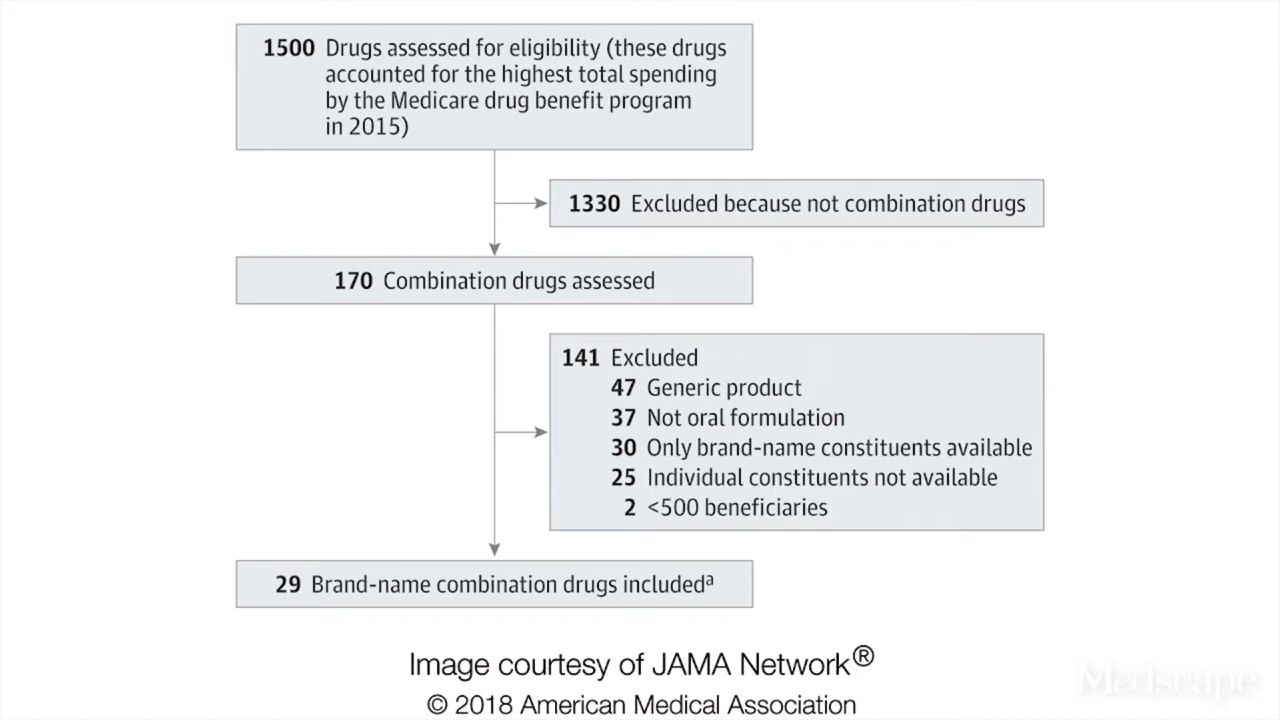 1500 Drugs assessed for eligibility (these drugs
accounted for the highest total spending
by the Medicare drug benefit program
in 2015)
1330 Excluded because not combination drugs
170 Combination drugs assessed
141 Excluded
47 Generic product
37 Not oral formulation
30 Only brand-name constituents available
25 Individual constituents not available
2 <500 beneficiaries
29 Brand-name combination drugs includedᵃ
Image courtesy of JAMA Network®
© 2018 American Medical Association
Medscape